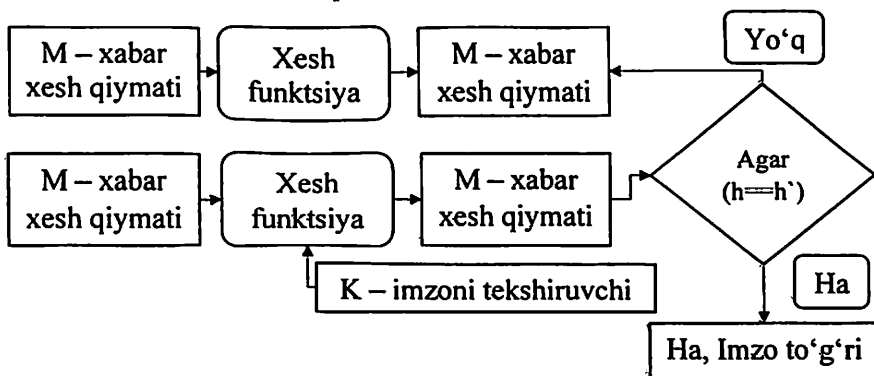 Yo‘q
M – xabar
xesh qiymati
Xesh
funktsiya
M – xabar
xesh qiymati
Agar
(h==h`)
M – xabar
xesh qiymati
Xesh
funktsiya
M – xabar
xesh qiymati
K – imzoni tekshiruvchi
Ha
Ha, Imzo to‘g‘ri